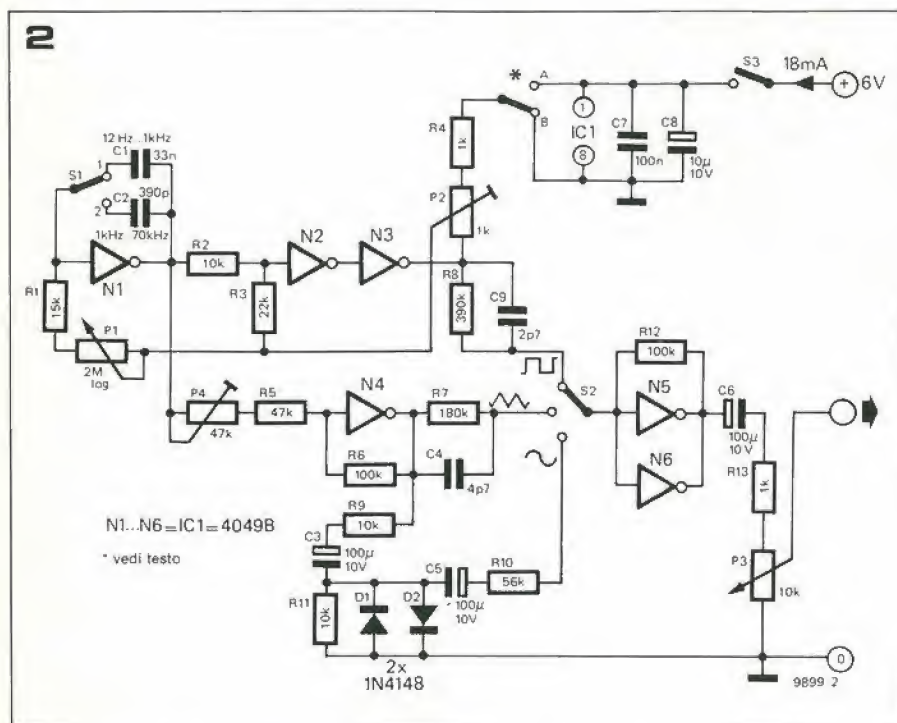 2
*
A
B
S3
18mA
+
6V
R4
1k
1
IC1
8
C7
100n
C8
10µ
10V
12Hz...1kHz
C1
33n
S1
1
C2
390p
2
1kHz
70kHz
P2
1k
N1
R2
10k
N2
N3
R1
15k
R3
22k
R8
390k
C9
2p7
P1
2M
log
R12
100k
P4
47k
R5
47k
N4
R7
180k
S2
N5
C6
100µ
10V
R6
100k
C4
4p7
N6
R13
1k
N1...N6=IC1=4049B
* vedi testo
R9
10k
C3
100µ
10V
C5
100µ
10V
R10
56k
P3
10k
R11
10k
D1
D2
2x
1N4148
0
9899 2